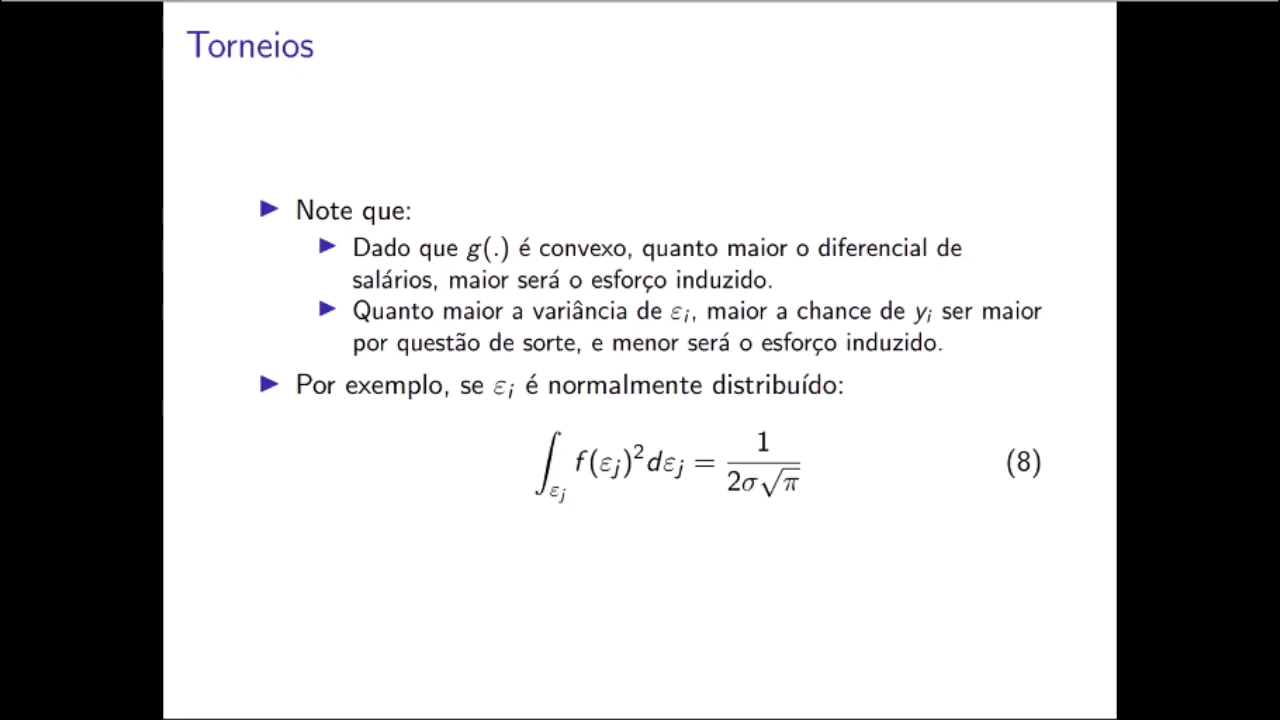 Torneios
▶ Note que:
▶ Dado que g(.) é convexo, quanto maior o diferencial de
salários, maior será o esforço induzido.
▶ Quanto maior a variância de εᵢ, maior a chance de yᵢ ser maior
por questão de sorte, e menor será o esforço induzido.
▶ Por exemplo, se εᵢ é normalmente distribuído:
∫_{εⱼ} f(εⱼ)² dεⱼ = 1 / (2σ√π) (8)